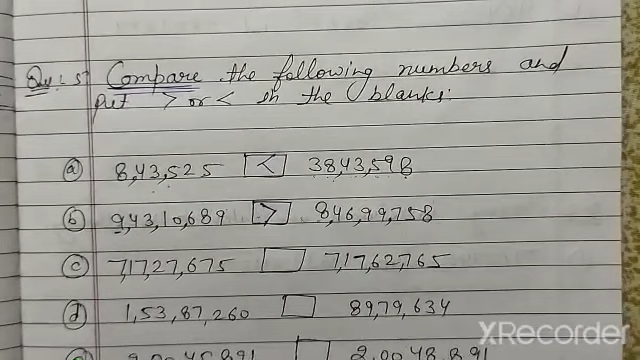 Qu: 5 Compare the following numbers and
put > or < in the blanks:
(a) 8,43,525 < 38,43,598
(b) 9,43,10,689 > 8,46,99,758
(c) 7,17,27,675 7,17,62,765
(d) 1,53,87,260 89,79,634
XRecorder